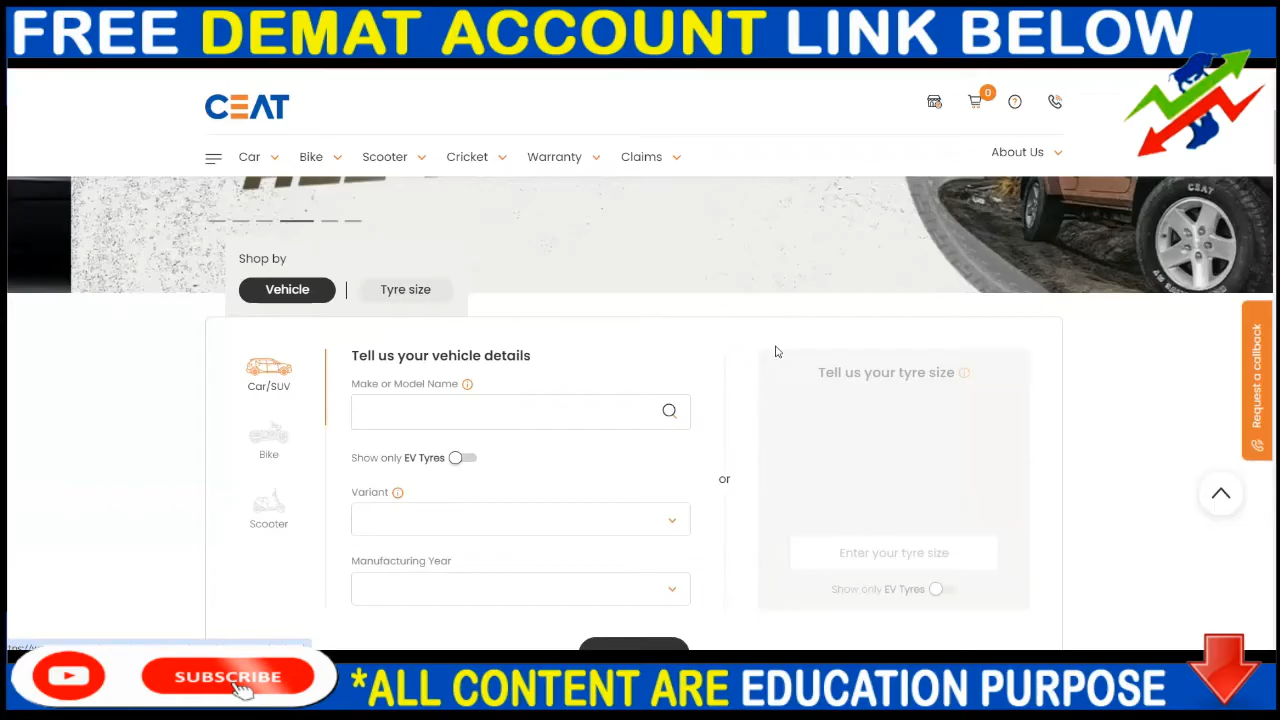 FREE DEMAT ACCOUNT LINK BELOW
CEAT
0
Car Bike Scooter Cricket Warranty Claims About Us
CEAT
Shop by
Vehicle | Tyre size
Tell us your vehicle details
Car/SUV
Make or Model Name
Tell us your tyre size
Request a callback
Bike
Show only EV Tyres
or
Variant
Scooter
Enter your tyre size
Manufacturing Year
Show only EV Tyres
SUBSCRIBE
*ALL CONTENT ARE EDUCATION PURPOSE